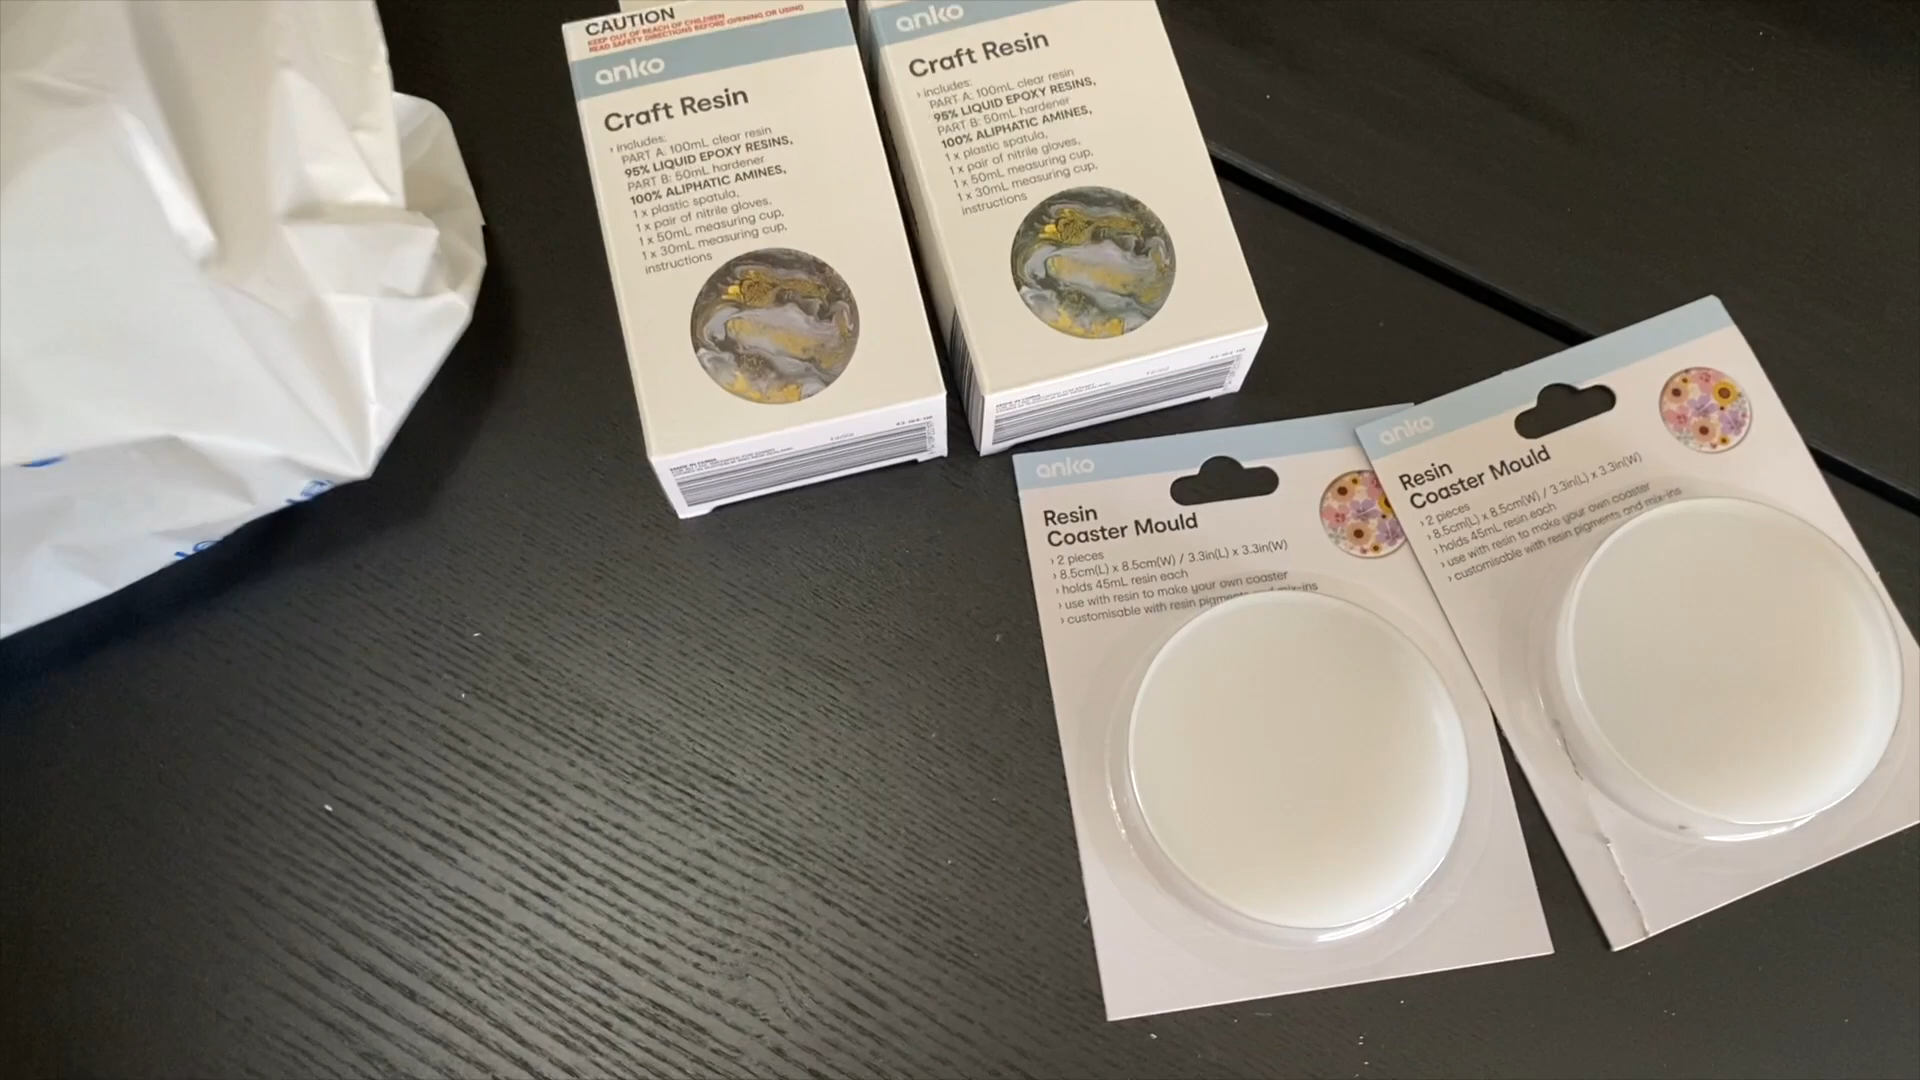 CAUTION
KEEP OUT OF REACH OF CHILDREN
READ SAFETY DIRECTIONS BEFORE OPENING OR USING
anko
Craft Resin
› includes:
PART A: 100mL clear resin
95% LIQUID EPOXY RESINS,
PART B: 50mL hardener
100% ALIPHATIC AMINES,
1 x plastic spatula,
1 x pair of nitrile gloves,
1 x 50mL measuring cup,
1 x 30mL measuring cup,
instructions
anko
Craft Resin
› includes:
PART A: 100mL clear resin
95% LIQUID EPOXY RESINS,
PART B: 50mL hardener
100% ALIPHATIC AMINES,
1 x plastic spatula,
1 x pair of nitrile gloves,
1 x 50mL measuring cup,
1 x 30mL measuring cup,
instructions
anko
Resin
Coaster Mould
› 2 pieces
› 8.5cm(L) x 8.5cm(W) / 3.3in(L) x 3.3in(W)
› holds 45mL resin each
› use with resin to make your own coaster
› customisable with resin pigments and mix-ins
anko
Resin
Coaster Mould
› 2 pieces
› 8.5cm(L) x 8.5cm(W) / 3.3in(L) x 3.3in(W)
› holds 45mL resin each
› use with resin to make your own coaster
› customisable with resin pigments and mix-ins